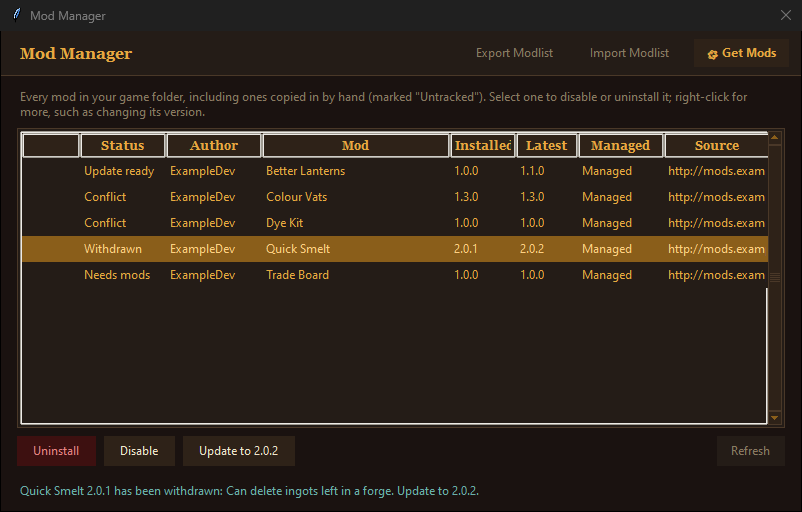 Mod Manager
Mod Manager
Export Modlist
Import Modlist
Get Mods
Every mod in your game folder, including ones copied in by hand (marked "Untracked"). Select one to disable or uninstall it; right-click for
more, such as changing its version.
Status Author Mod Installed Latest Managed Source
Update ready ExampleDev Better Lanterns 1.0.0 1.1.0 Managed http://mods.exam
Conflict ExampleDev Colour Vats 1.3.0 1.3.0 Managed http://mods.exam
Conflict ExampleDev Dye Kit 1.0.0 1.0.0 Managed http://mods.exam
Withdrawn ExampleDev Quick Smelt 2.0.1 2.0.2 Managed http://mods.exam
Needs mods ExampleDev Trade Board 1.0.0 1.0.0 Managed http://mods.exam
Uninstall
Disable
Update to 2.0.2
Refresh
Quick Smelt 2.0.1 has been withdrawn: Can delete ingots left in a forge. Update to 2.0.2.